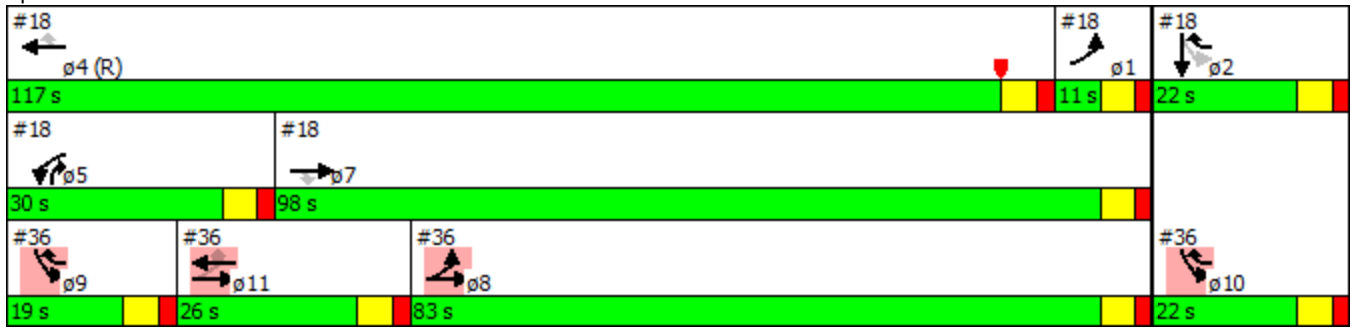 #18 #18 #18
ø4 (R) ø1 ø2
117 s 11 s 22 s
#18 #18
ø5 ø7
30 s 98 s
#36 #36 #36 #36
ø9 ø11 ø8 ø10
19 s 26 s 83 s 22 s